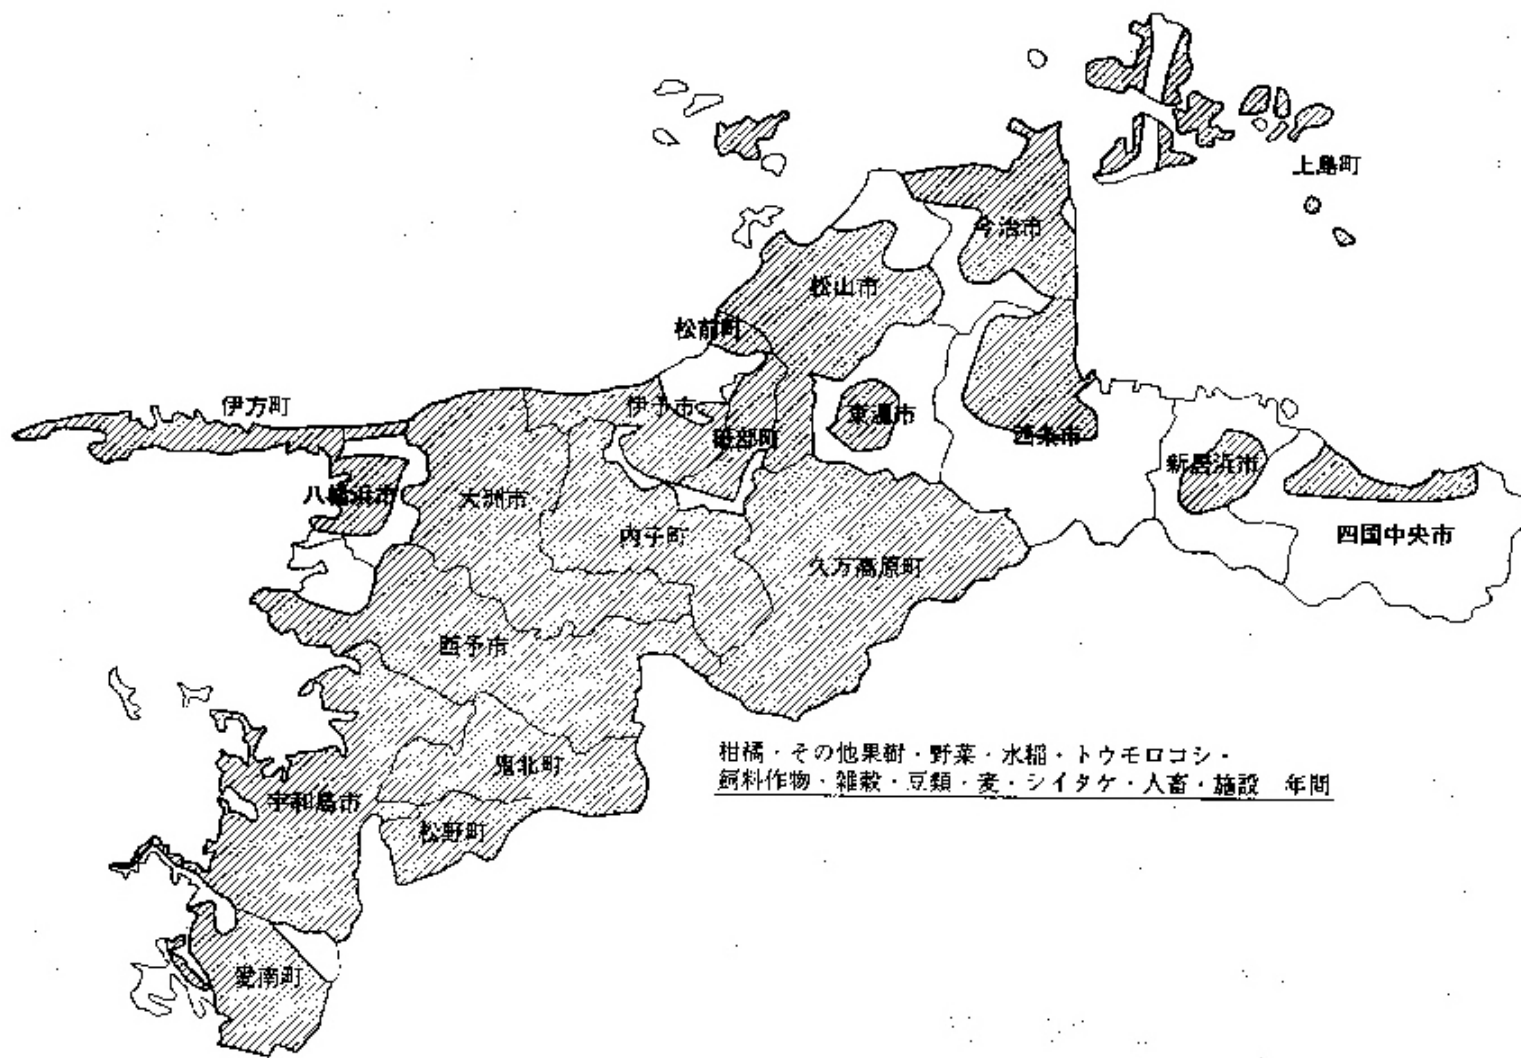 上島町
今治市
松山市
松前町
伊方町
伊予市
砥部町
東温市
西条市
新居浜市
八幡浜市
大洲市
内子町
久万高原町
四国中央市
西予市
柑橘・その他果樹・野菜・水稲・トウモロコシ・
飼料作物・雑穀・豆類・麦・シイタケ・人畜・施設 年間
鬼北町
宇和島市
松野町
愛南町